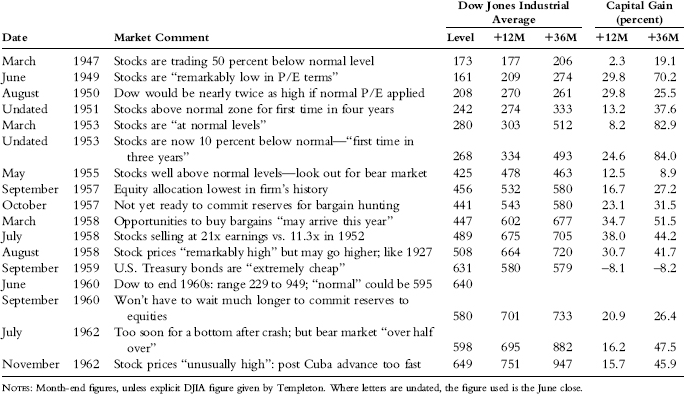 Dow Jones Industrial Capital Gain
Average (percent)
Date Market Comment Level +12M +36M +12M +36M
March 1947 Stocks are trading 50 percent below normal level 173 177 206 2.3 19.1
June 1949 Stocks are “remarkably low in P/E terms” 161 209 274 29.8 70.2
August 1950 Dow would be nearly twice as high if normal P/E applied 208 270 261 29.8 25.5
Undated 1951 Stocks above normal zone for first time in four years 242 274 333 13.2 37.6
March 1953 Stocks are “at normal levels” 280 303 512 8.2 82.9
Undated 1953 Stocks are now 10 percent below normal—“first time in
three years” 268 334 493 24.6 84.0
May 1955 Stocks well above normal levels—look out for bear market 425 478 463 12.5 8.9
September 1957 Equity allocation lowest in firm’s history 456 532 580 16.7 27.2
October 1957 Not yet ready to commit reserves for bargain hunting 441 543 580 23.1 31.5
March 1958 Opportunities to buy bargains “may arrive this year” 447 602 677 34.7 51.5
July 1958 Stocks selling at 21x earnings vs. 11.3x in 1952 489 675 705 38.0 44.2
August 1958 Stock prices “remarkably high” but may go higher; like 1927 508 664 720 30.7 41.7
September 1959 U.S. Treasury bonds are “extremely cheap” 631 580 579 –8.1 –8.2
June 1960 Dow to end 1960s: range 229 to 949; “normal” could be 595 640
September 1960 Won’t have to wait much longer to commit reserves to
equities 580 701 733 20.9 26.4
July 1962 Too soon for a bottom after crash; but bear market “over half
over” 598 695 882 16.2 47.5
November 1962 Stock prices “unusually high”: post Cuba advance too fast 649 751 947 15.7 45.9
NOTES: Month-end figures, unless explicit DJIA figure given by Templeton. Where letters are undated, the figure used is the June close.